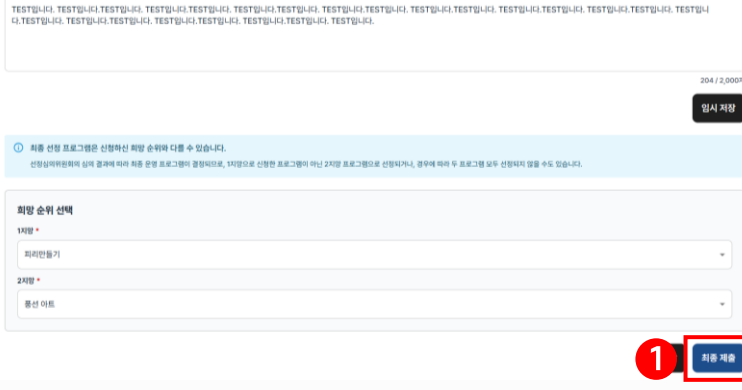 TEST입니다. TEST입니다.TEST입니다. TEST입니다.TEST입니다. TEST입니다.TEST입니다. TEST입니다.TEST입니다. TEST입니다.TEST입니다. TEST입니다.TEST입니다. TEST입니다.TEST입니다. TEST입니
다.TEST입니다. TEST입니다.TEST입니다. TEST입니다.TEST입니다. TEST입니다.TEST입니다. TEST입니다.
204 / 2,000
임시 저장
최종 선정 프로그램은 신청하신 희망 순위와 다를 수 있습니다.
선정심의위원회의 심의 결과에 따라 최종 운영 프로그램이 결정되므로, 1지망으로 신청한 프로그램이 아닌 2지망 프로그램으로 선정되거나, 경우에 따라 두 프로그램 모두 선정되지 않을 수도 있습니다.
희망 순위 선택
1지망 *
피리만들기
2지망 *
풍선 아트
1
최종 제출